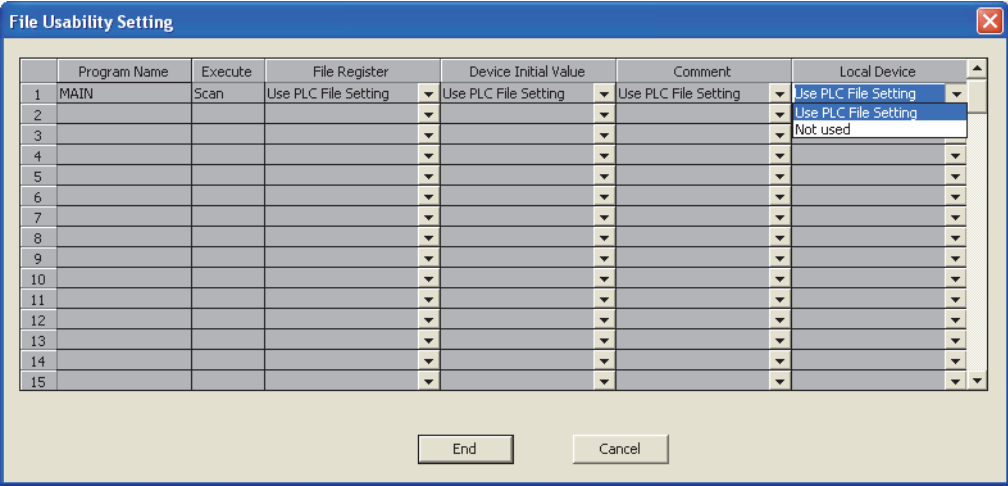 File Usability Setting
Program Name Execute File Register Device Initial Value Comment Local Device
1 MAIN Scan Use PLC File Setting Use PLC File Setting Use PLC File Setting Use PLC File Setting
2 Use PLC File Setting
3 Not used
4
5
6
7
8
9
10
11
12
13
14
15
End Cancel